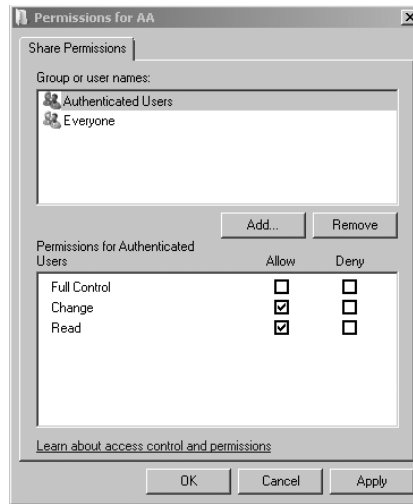 Permissions for AA
Share Permissions
Group or user names:
Authenticated Users
Everyone
Add... Remove
Permissions for Authenticated
Users Allow Deny
Full Control
Change
Read
Learn about access control and permissions
OK Cancel Apply